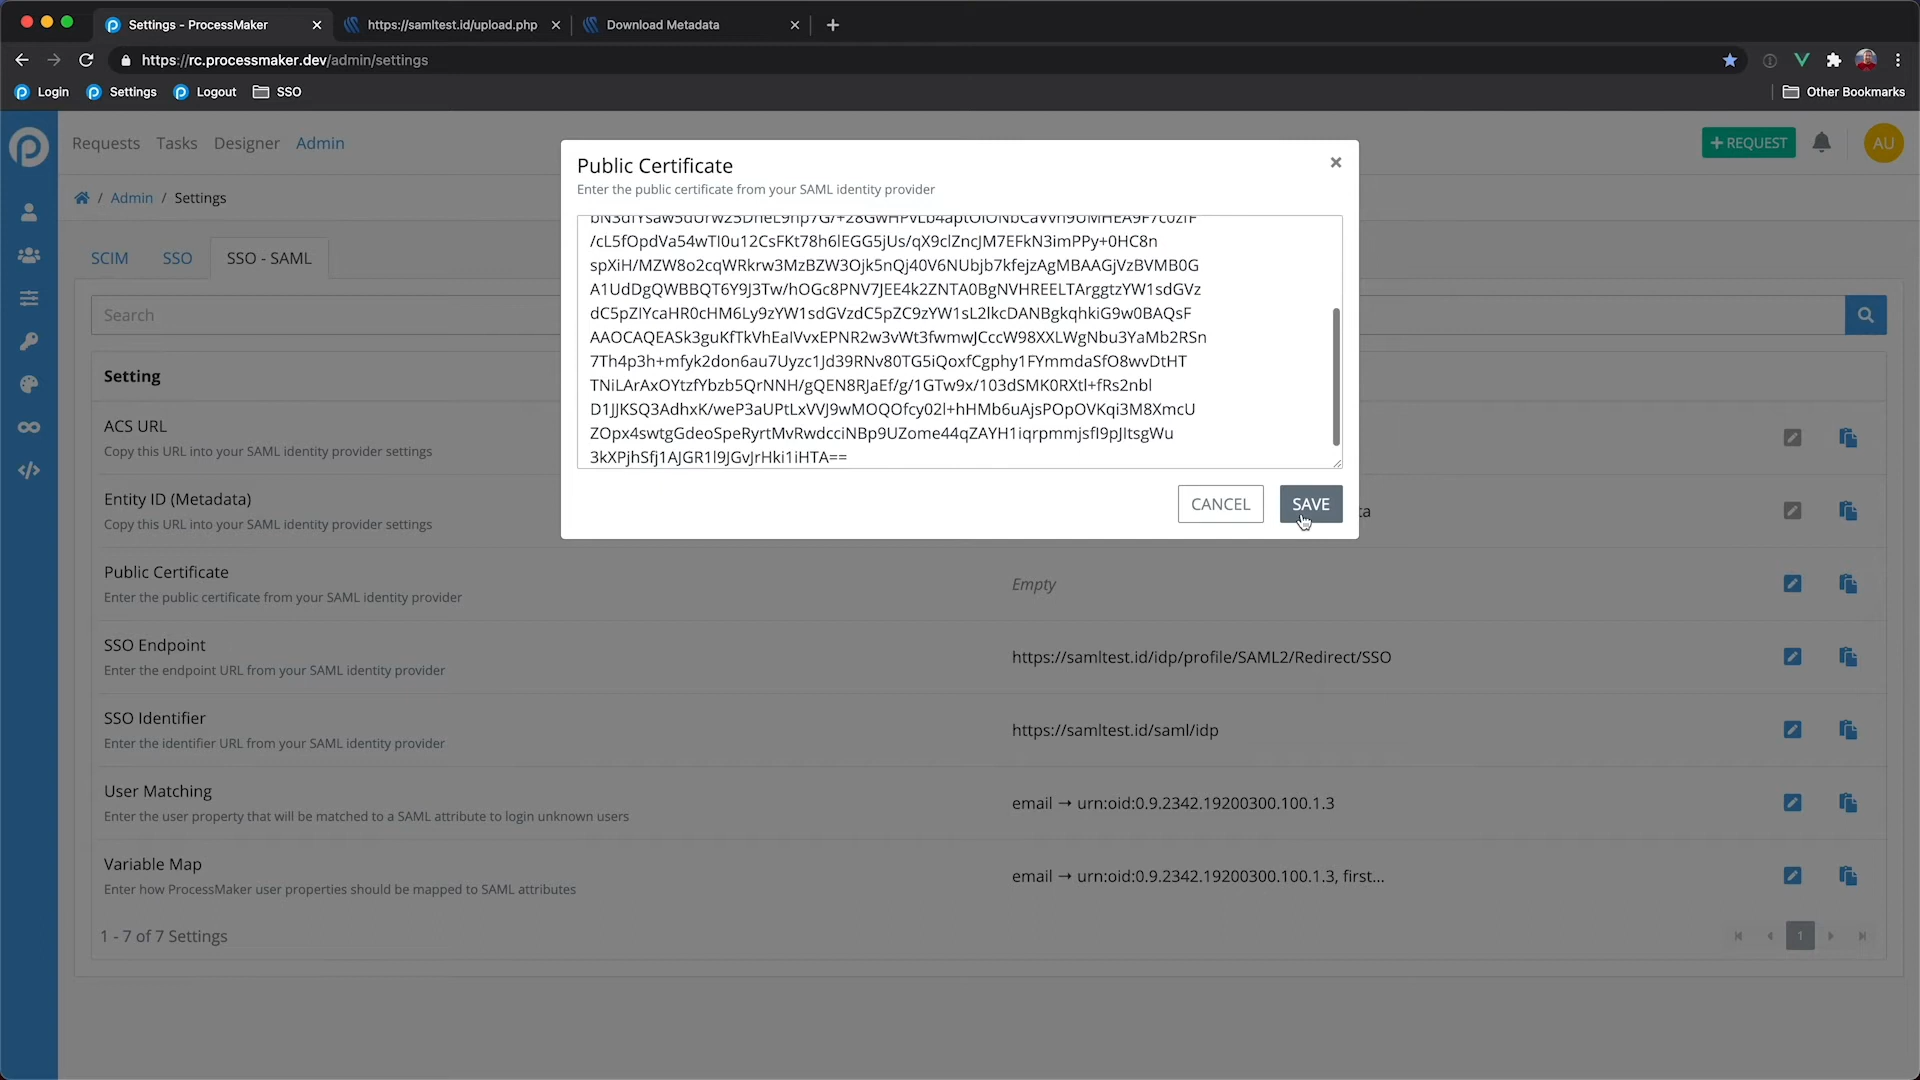 Settings - ProcessMaker
https://samltest.id/upload.php
Download Metadata
https://rc.processmaker.dev/admin/settings
Login
Settings
Logout
SSO
Other Bookmarks
Requests
Tasks
Designer
Admin
+ REQUEST
AU
/ Admin / Settings
SCIM
SSO
SSO - SAML
Search
Public Certificate
Enter the public certificate from your SAML identity provider
/cL5fOpdVa54wTI0u12CsFKt78h6lEGG5jUs/qX9clZncJM7EFkN3imPPy+0HC8n
spXiH/MZW8o2cqWRkrw3MzBZW3Ojk5nQj40V6NUbjb7kfejzAgMBAAGjVzBVMB0G
A1UdDgQWBBQT6Y9J3Tw/hOGc8PNV7JEE4k2ZNTA0BgNVHREELTArggtzYW1sdGVz
dC5pZIYcaHR0cHM6Ly9zYW1sdGVzdC5pZC9zYW1sL2lkcDANBgkqhkiG9w0BAQsF
AAOCAQEASk3guKfTkVhEaIVvxEPNR2w3vWt3fwmwJCccW98XXLWgNbu3YaMb2RSn
7Th4p3h+mfyk2don6au7Uyzc1Jd39RNv80TG5iQoxfCgphy1FYmmdaSfO8wvDtHT
TNiLArAxOYtzfYbzb5QrNNH/gQEN8RJaEf/g/1GTw9x/103dSMK0RXtl+fRs2nbl
D1JJKSQ3AdhxK/weP3aUPtLxVVJ9wMOQOfcy02l+hHMb6uAjsPOpOVKqi3M8XmcU
ZOpx4swtgGdeoSpeRyrtMvRwdcciNBp9UZome44qZAYH1iqrpmmjsfI9pJItsgWu
3kXPjhSfj1AJGR1l9JGvJrHki1iHTA==
CANCEL
SAVE
Setting
ACS URL
Copy this URL into your SAML identity provider settings
Entity ID (Metadata)
ta
Copy this URL into your SAML identity provider settings
Public Certificate
Empty
Enter the public certificate from your SAML identity provider
SSO Endpoint
https://samltest.id/idp/profile/SAML2/Redirect/SSO
Enter the endpoint URL from your SAML identity provider
SSO Identifier
https://samltest.id/saml/idp
Enter the identifier URL from your SAML identity provider
User Matching
email → urn:oid:0.9.2342.19200300.100.1.3
Enter the user property that will be matched to a SAML attribute to login unknown users
Variable Map
email → urn:oid:0.9.2342.19200300.100.1.3, first...
Enter how ProcessMaker user properties should be mapped to SAML attributes
1 - 7 of 7 Settings
1